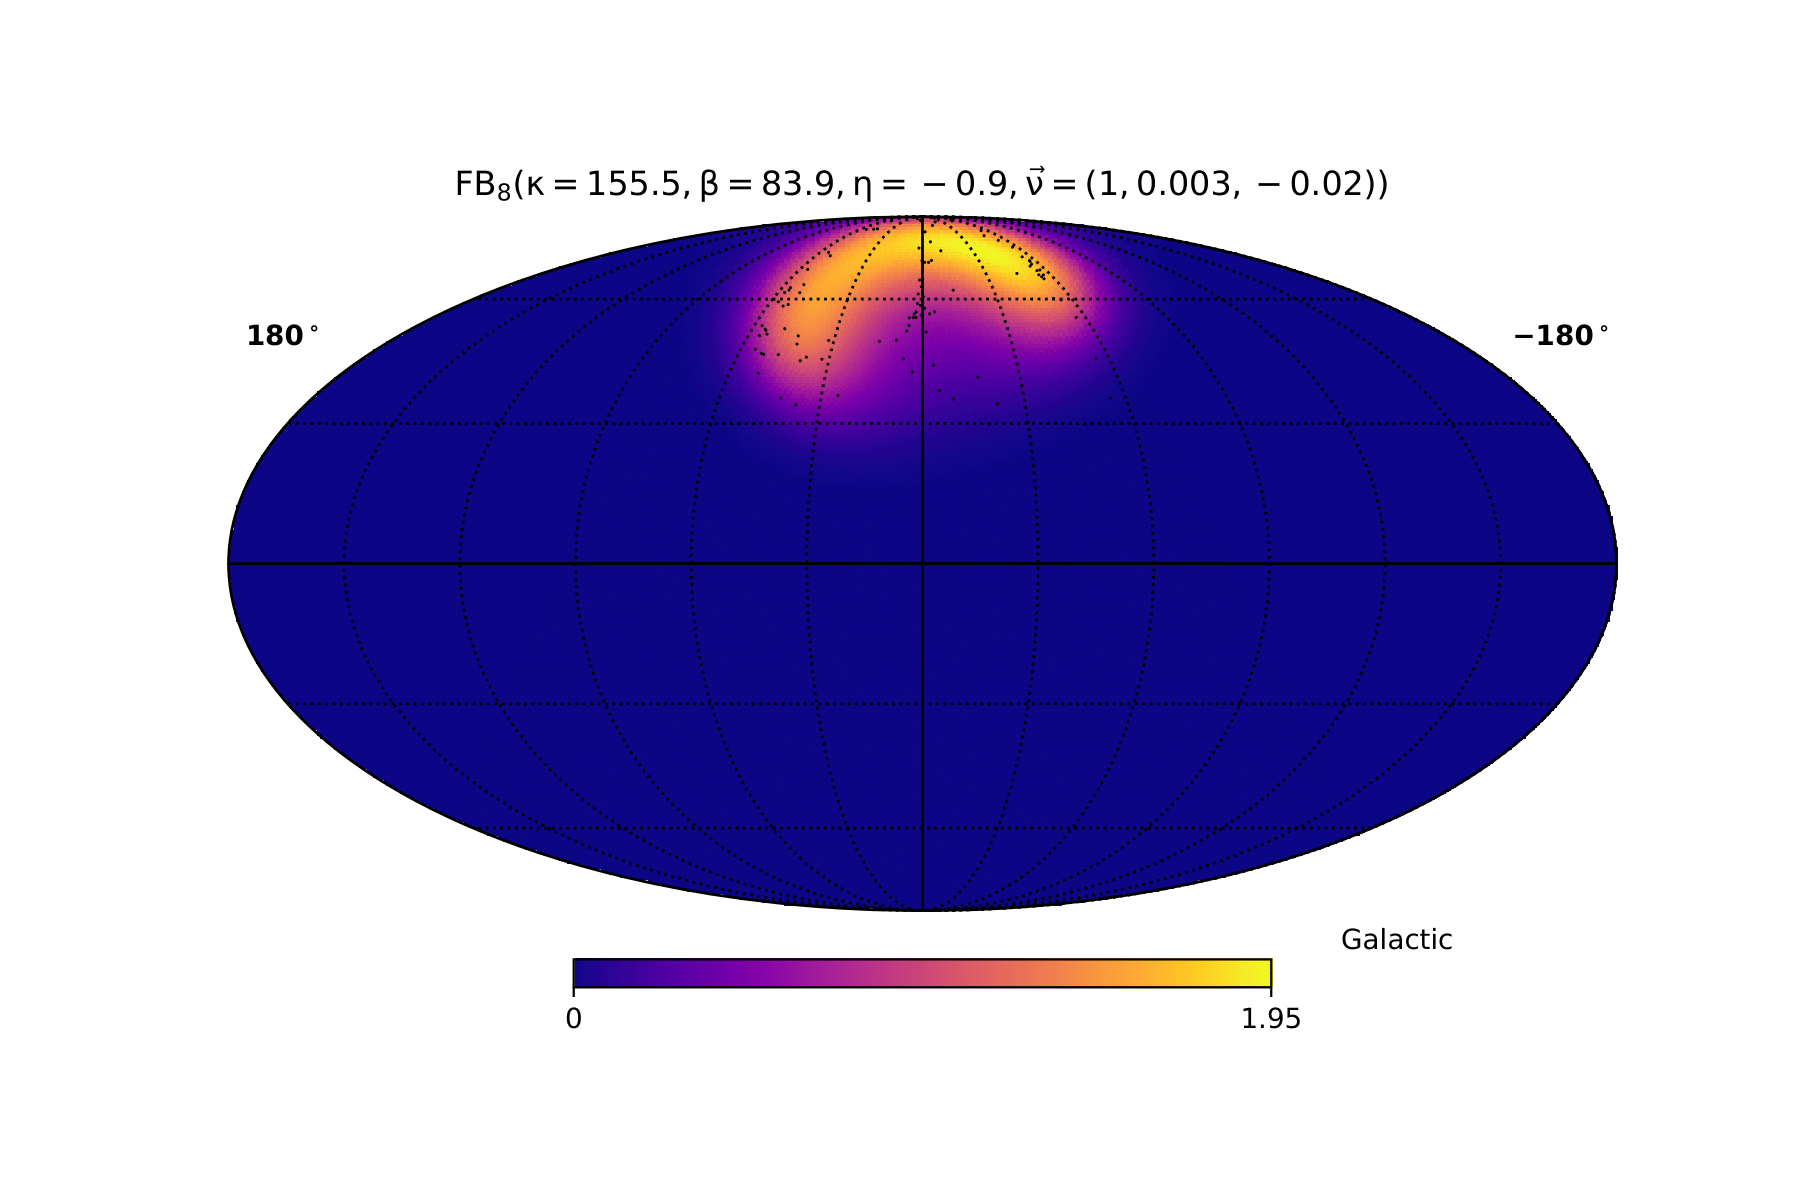 FB₈(κ = 155.5, β = 83.9, η = −0.9, ν⃗ = (1, 0.003, −0.02))
180°
−180°
Galactic
0
1.95